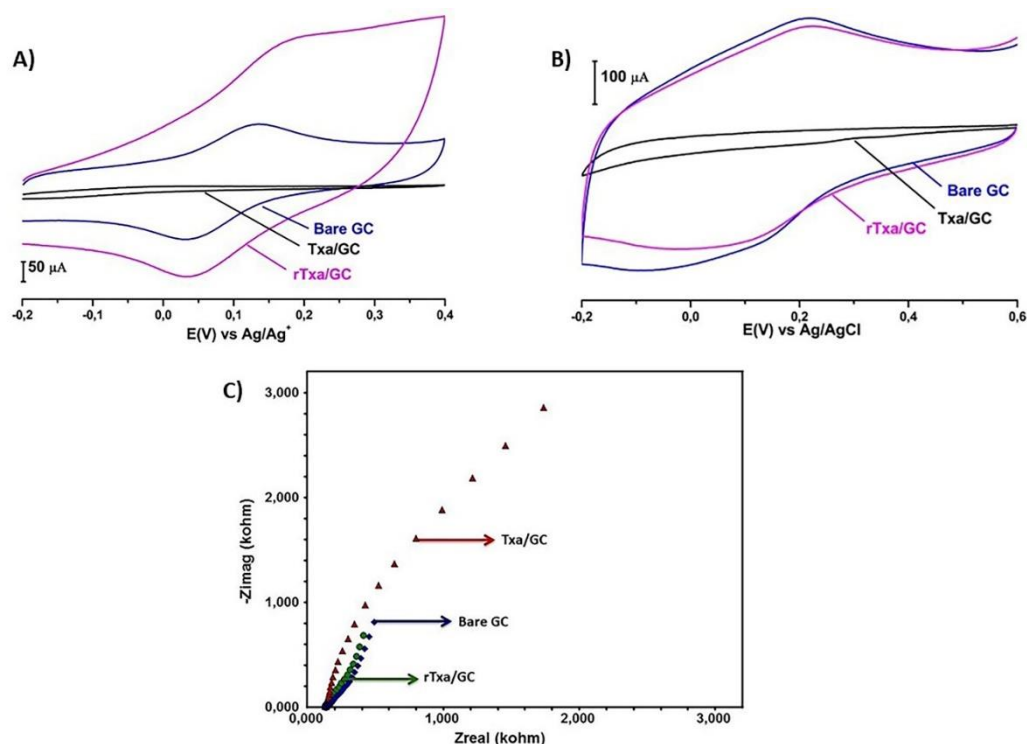 A)
50 µA
Bare GC
Txa/GC
rTxa/GC
-0,2 -0,1 0,0 0,1 0,2 0,3 0,4
E(V) vs Ag/Ag⁺
B)
100 µA
Bare GC
Txa/GC
rTxa/GC
-0,2 0,0 0,2 0,4 0,6
E(V) vs Ag/AgCl
C)
3,000
2,000
1,000
0,000
-Zimag (kohm)
Txa/GC
Bare GC
rTxa/GC
0,000 1,000 2,000 3,000
Zreal (kohm)